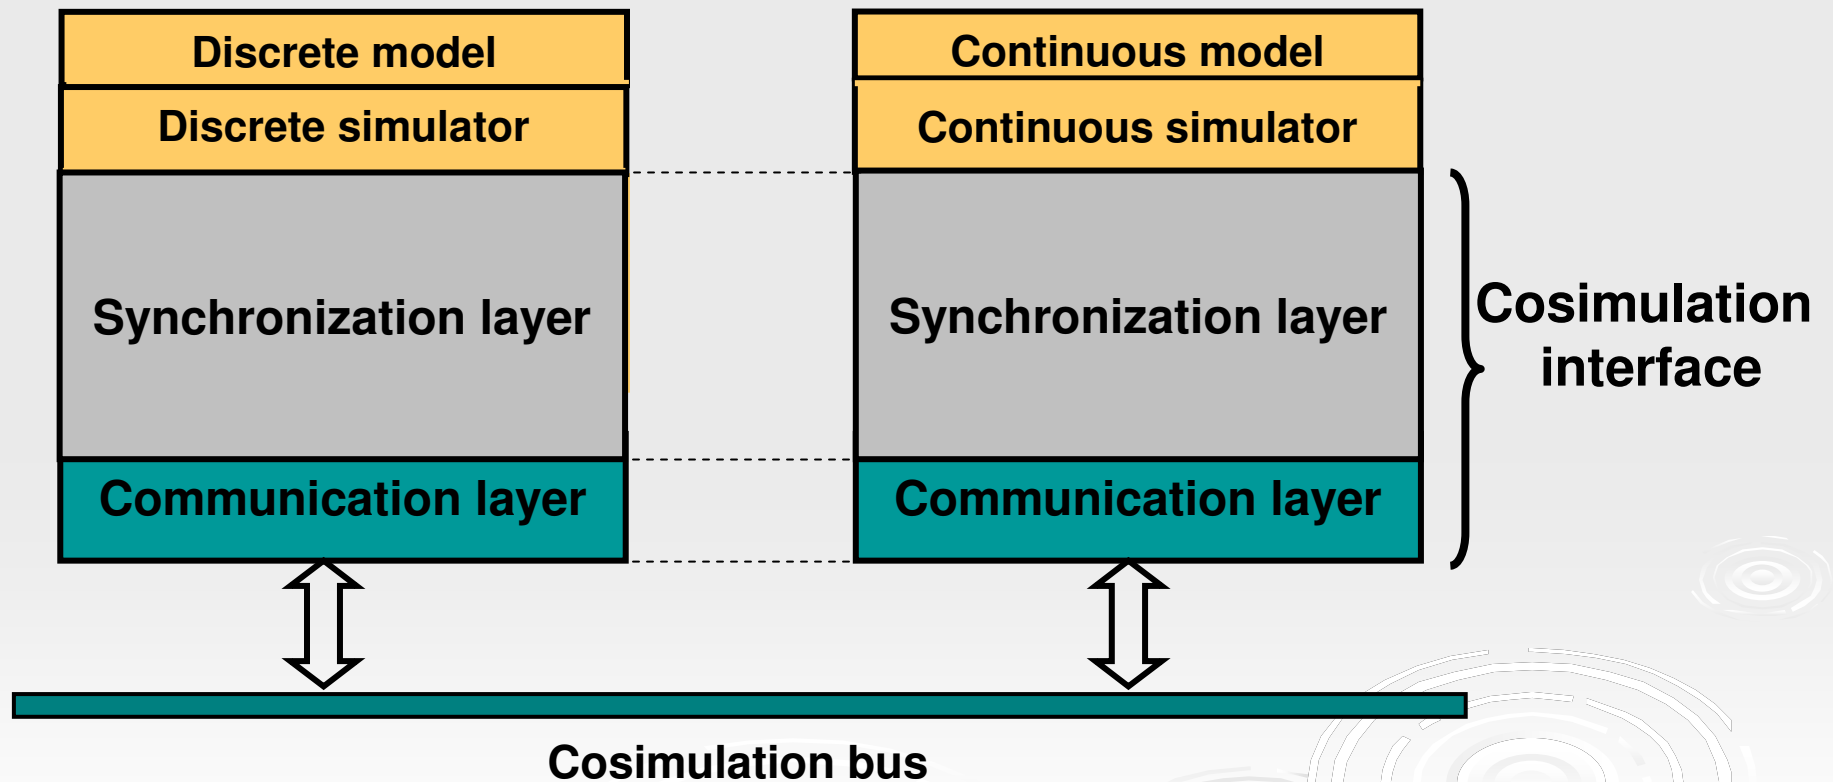 Discrete model
Discrete simulator
Synchronization layer
Communication layer
Continuous model
Continuous simulator
Synchronization layer
Communication layer
Cosimulation
interface
Cosimulation bus